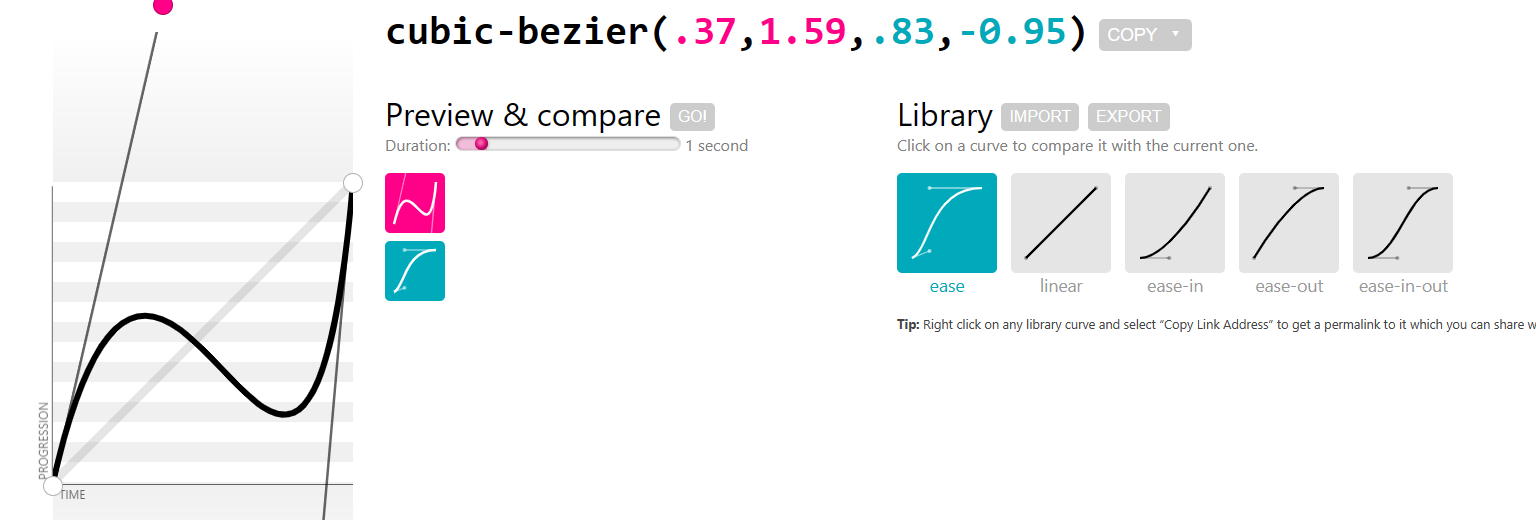 cubic-bezier(.37,1.59,.83,-0.95) COPY
Preview & compare GO!
Duration: 1 second
Library IMPORT EXPORT
Click on a curve to compare it with the current one.
ease linear ease-in ease-out ease-in-out
Tip: Right click on any library curve and select “Copy Link Address” to get a permalink to it which you can share w
PROGRESSION
TIME